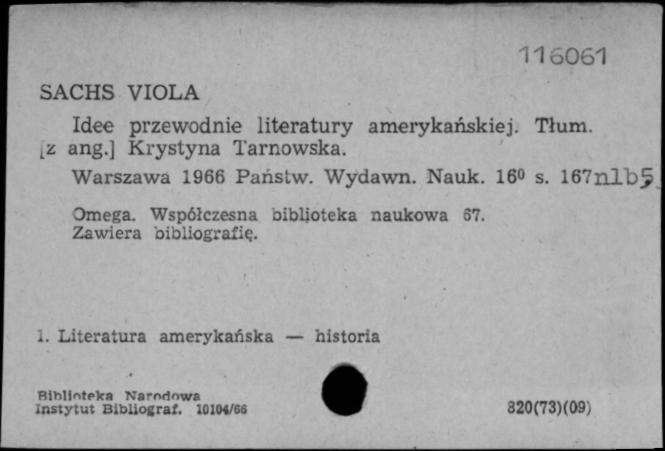 116061
SACHS VIOLA
Idee przewodnie literatury amerykańskiej. Tłum.
[z ang.] Krystyna Tarnowska.
Warszawa 1966 Państw. Wydawn. Nauk. 16⁰ s. 167nlb5
Omega. Współczesna biblioteka naukowa 67.
Zawiera bibliografię.
1. Literatura amerykańska — historia
Biblioteka Narodowa
Instytut Bibliograf. 10104/66
820(73)(09)